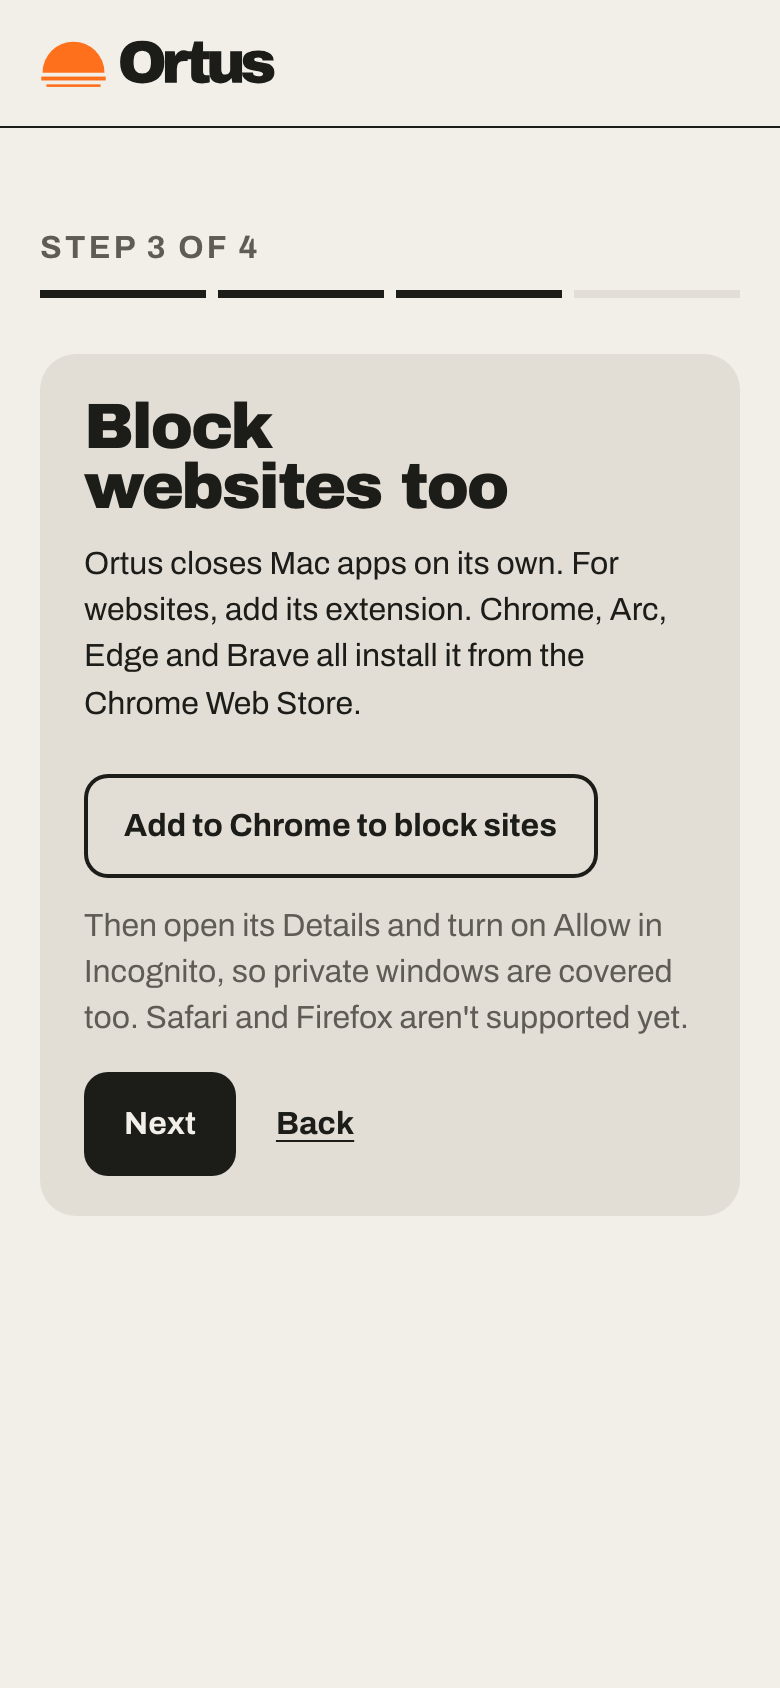 Ortus
STEP 3 OF 4
Block
websites too
Ortus closes Mac apps on its own. For
websites, add its extension. Chrome, Arc,
Edge and Brave all install it from the
Chrome Web Store.
Add to Chrome to block sites
Then open its Details and turn on Allow in
Incognito, so private windows are covered
too. Safari and Firefox aren't supported yet.
Next
Back